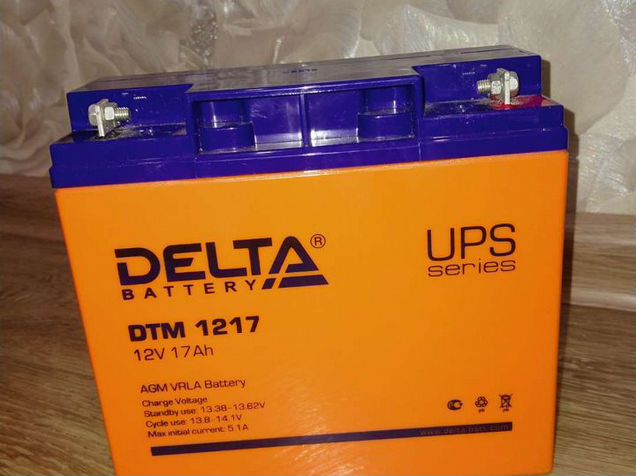 DELTA®
BATTERY
UPS
series
DTM 1217
12V 17Ah
AGM VRLA Battery
Charge Voltage
Standby use: 13.38-13.62V
Cycle use: 13.8-14.1V
Max initial current: 5.1A
www.delta-batt.com